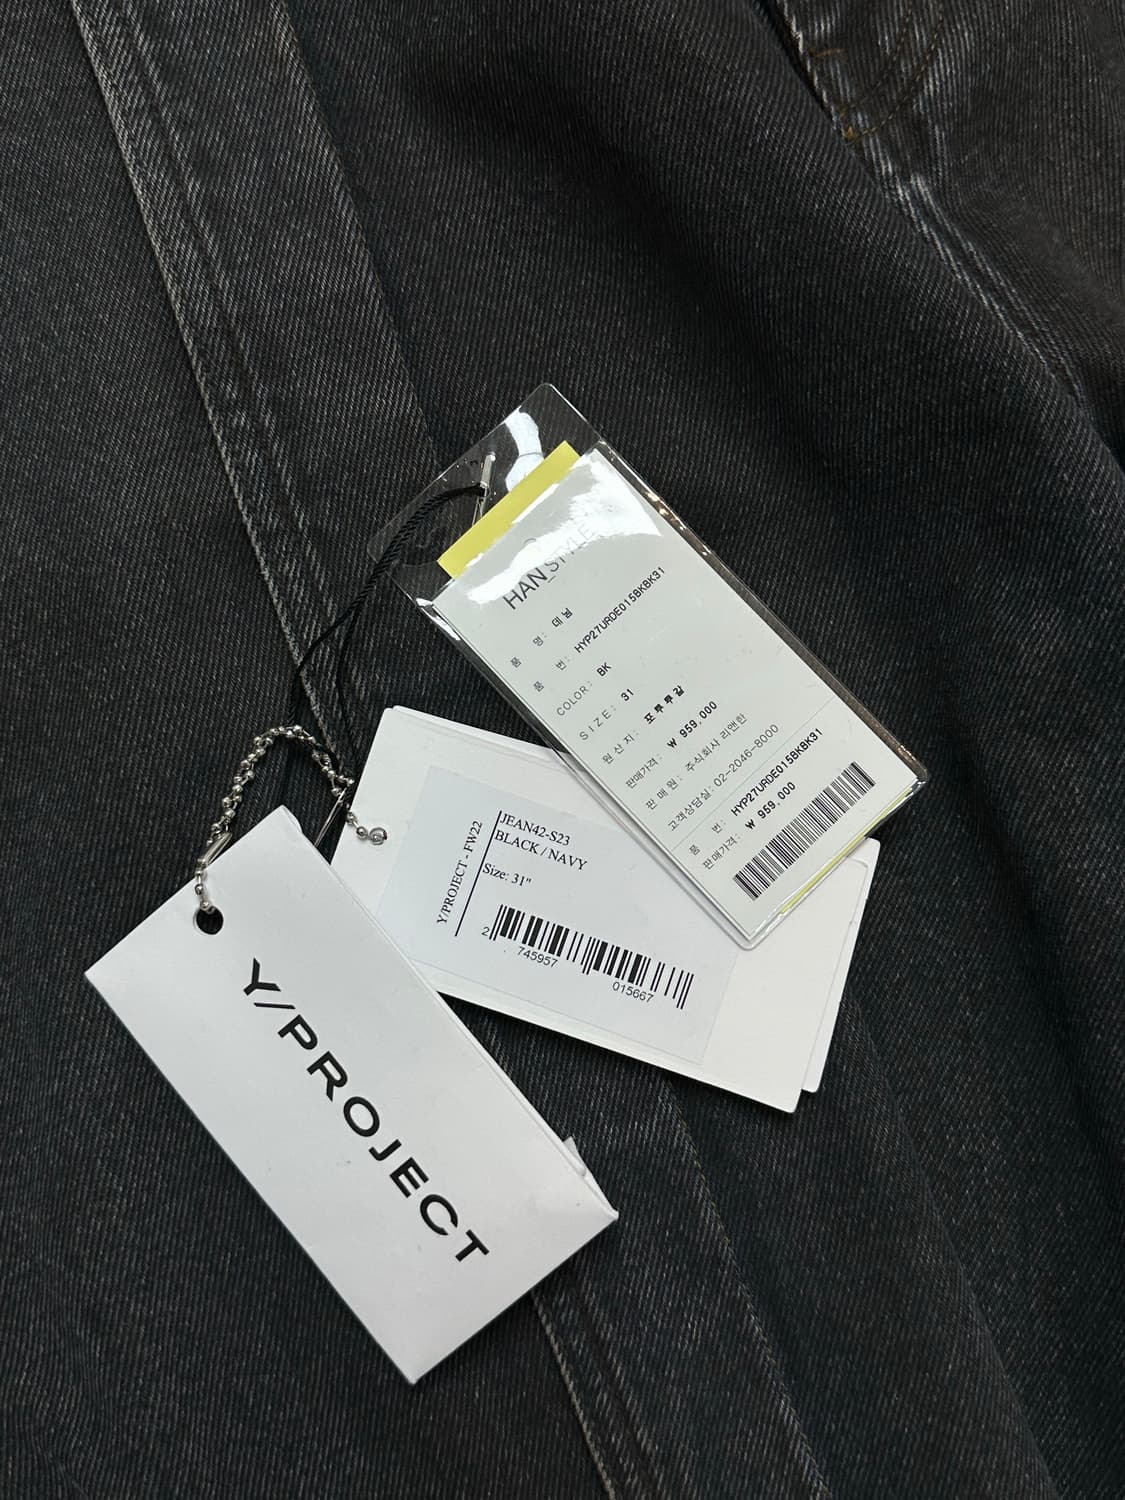 HAN_STYLE
품 명: 데님
품 번: HYP27URDE015BKBK31
COLOR: BK
SIZE: 31
원산지: 포루투갈
판매가격: ₩ 959,000
판매원: 주식회사 리앤한
고객상담실: 02-2046-8000
품 번: HYP27URDE015BKBK31
판매가격: ₩ 959,000
Y/PROJECT - FW22
JEAN42-S23
BLACK / NAVY
Size: 31"
2 745957 015667
Y/PROJECT